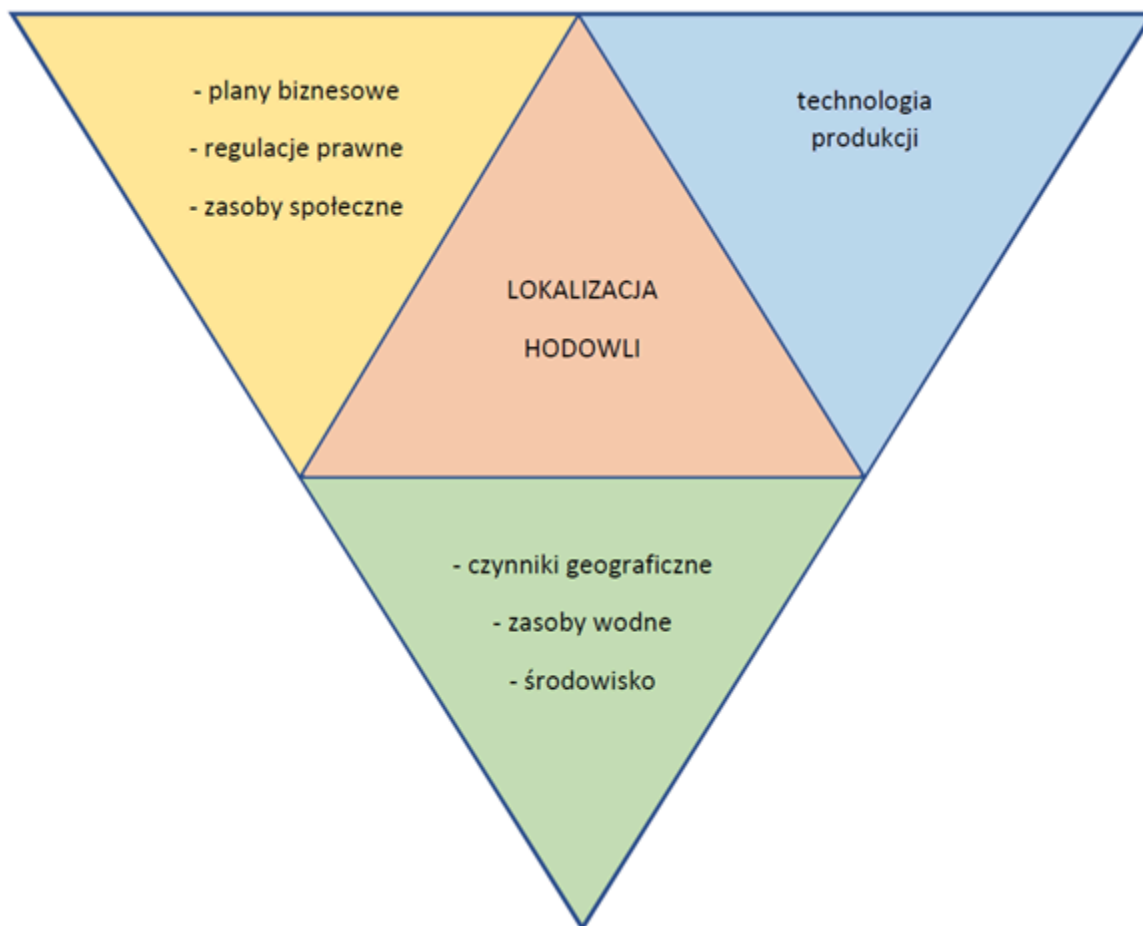 - plany biznesowe
- regulacje prawne
- zasoby społeczne
technologia
produkcji
LOKALIZACJA
HODOWLI
- czynniki geograficzne
- zasoby wodne
- środowisko